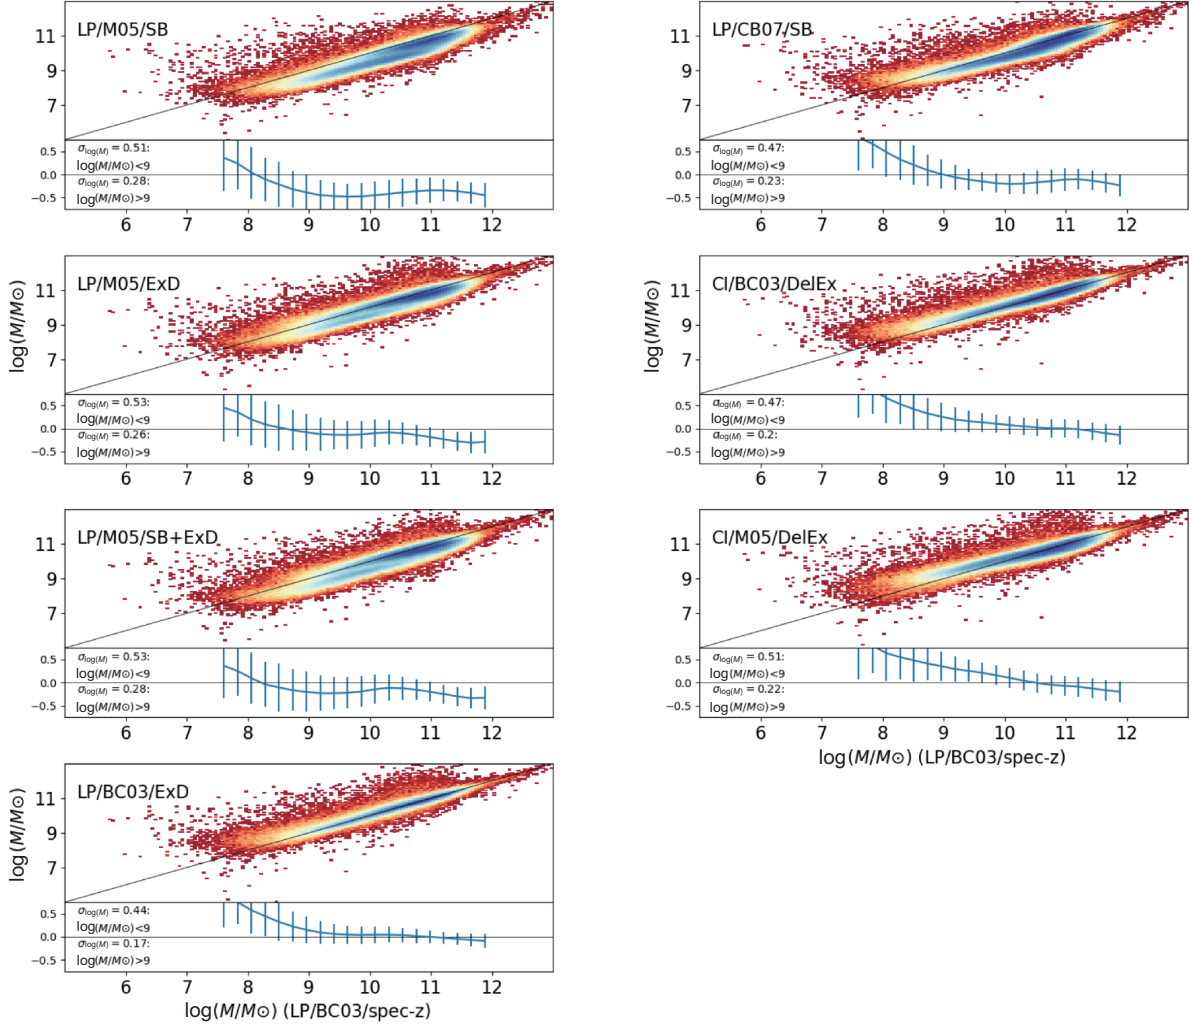 LP/M05/SB
11
9
7
σlog(M) = 0.51:
log(M/M⊙)<9
σlog(M) = 0.28:
log(M/M⊙)>9
0.5
0.0
−0.5
6 7 8 9 10 11 12
LP/CB07/SB
11
9
7
σlog(M) = 0.47:
log(M/M⊙)<9
σlog(M) = 0.23:
log(M/M⊙)>9
0.5
0.0
−0.5
6 7 8 9 10 11 12
LP/M05/ExD
log(M/M⊙)
11
9
7
σlog(M) = 0.53:
log(M/M⊙)<9
σlog(M) = 0.26:
log(M/M⊙)>9
0.5
0.0
−0.5
6 7 8 9 10 11 12
CI/BC03/DelEx
log(M/M⊙)
11
9
7
σlog(M) = 0.47:
log(M/M⊙)<9
σlog(M) = 0.2:
log(M/M⊙)>9
0.5
0.0
−0.5
6 7 8 9 10 11 12
LP/M05/SB+ExD
11
9
7
σlog(M) = 0.53:
log(M/M⊙)<9
σlog(M) = 0.28:
log(M/M⊙)>9
0.5
0.0
−0.5
6 7 8 9 10 11 12
CI/M05/DelEx
11
9
7
σlog(M) = 0.51:
log(M/M⊙)<9
σlog(M) = 0.22:
log(M/M⊙)>9
0.5
0.0
−0.5
6 7 8 9 10 11 12
log(M/M⊙) (LP/BC03/spec-z)
LP/BC03/ExD
log(M/M⊙)
11
9
7
σlog(M) = 0.44:
log(M/M⊙)<9
σlog(M) = 0.17:
log(M/M⊙)>9
0.5
0.0
−0.5
6 7 8 9 10 11 12
log(M/M⊙) (LP/BC03/spec-z)